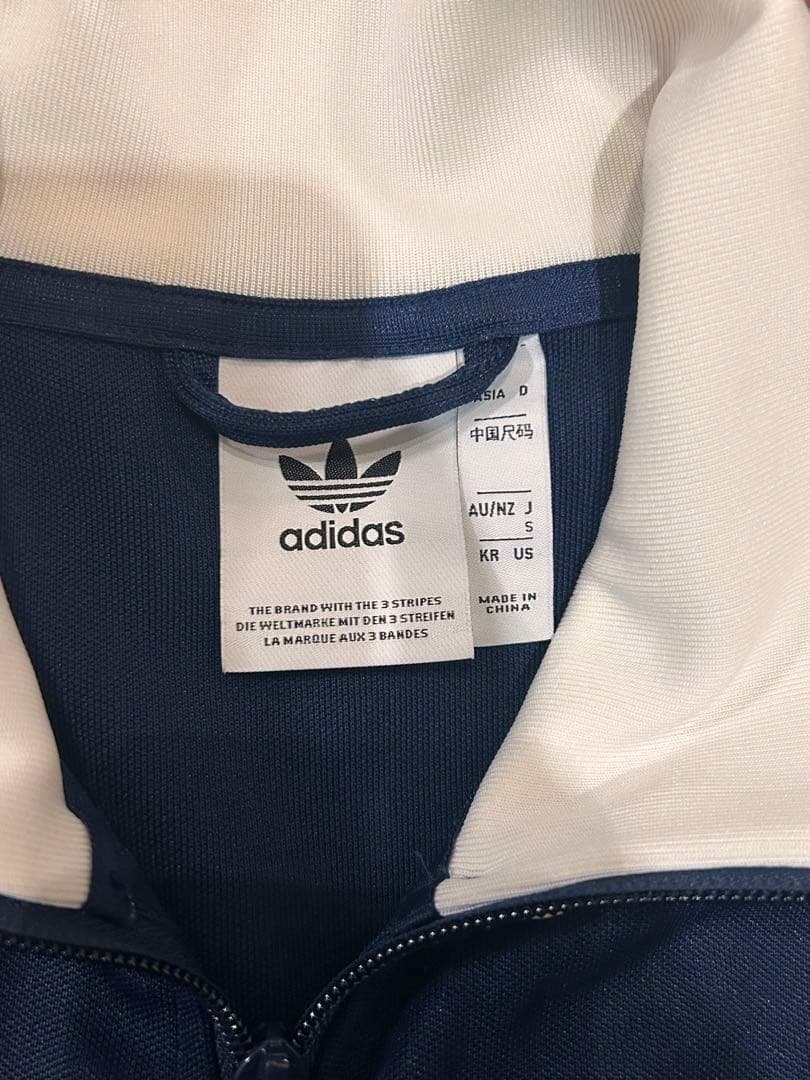 adidas
THE BRAND WITH THE 3 STRIPES
DIE WELTMARKE MIT DEN 3 STREIFEN
LA MARQUE AUX 3 BANDES
ASIA D
中国尺码
AU/NZ J
S
KR US
MADE IN
CHINA